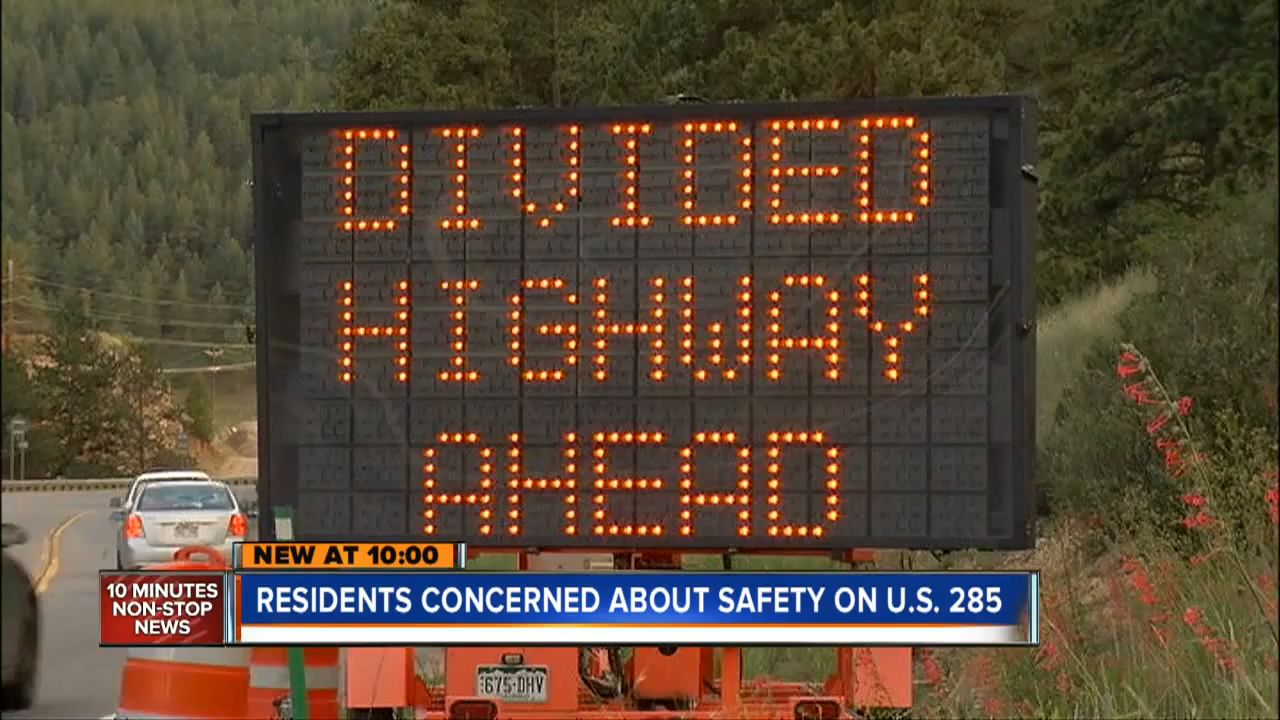 DIVIDED
HIGHWAY
AHEAD
NEW AT 10:00
10 MINUTES
NON-STOP
NEWS
RESIDENTS CONCERNED ABOUT SAFETY ON U.S. 285
675-DHV